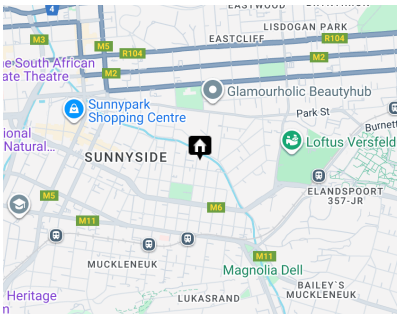 4
EASTWOOD
LISDOGAN PARK
M3
M5
EASTCLIFF
R104
R104
M2
e South African
ate Theatre
M2
Glamourholic Beautyhub
Sunnypark
Shopping Centre
Park St
Burnett
ional
Natural...
Loftus Versfeld
SUNNYSIDE
M5
ELANDSPOORT
357-JR
M6
M11
M11
MUCKLENEUK
Magnolia Dell
BAILEY`S
MUCKLENEUK
Heritage
LUKASRAND